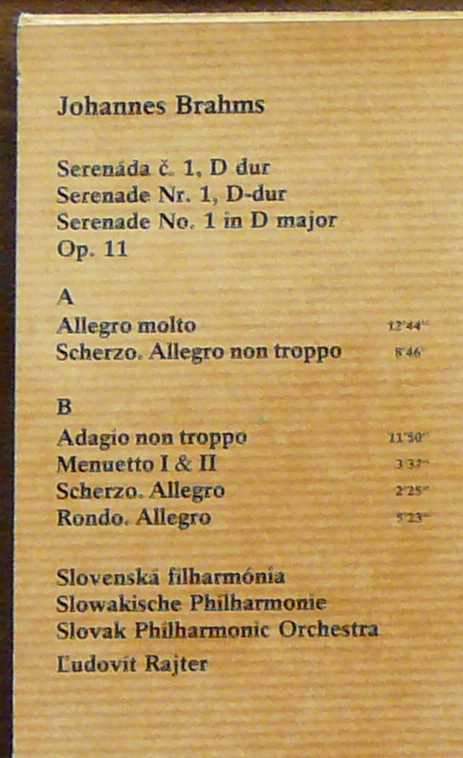 Johannes Brahms
Serenáda č. 1, D dur
Serenade Nr. 1, D-dur
Serenade No. 1 in D major
Op. 11
A
Allegro molto 12'44"
Scherzo. Allegro non troppo 8'46"
B
Adagio non troppo 11'50"
Menuetto I & II 3'37"
Scherzo. Allegro 2'25"
Rondo. Allegro 5'23"
Slovenská filharmónia
Slowakische Philharmonie
Slovak Philharmonic Orchestra
Ľudovít Rajter